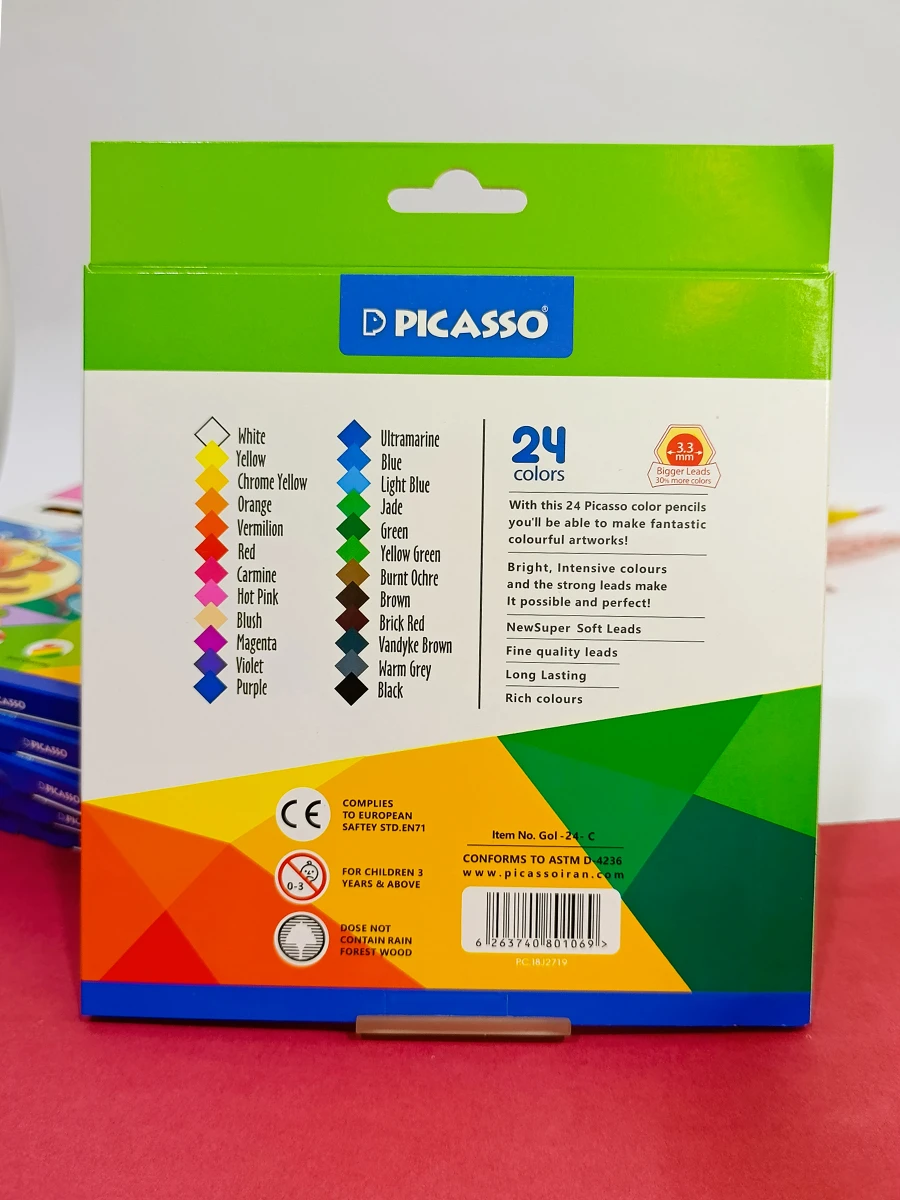 PICASSO®
White
Yellow
Chrome Yellow
Orange
Vermilion
Red
Carmine
Hot Pink
Blush
Magenta
Violet
Purple
Ultramarine
Blue
Light Blue
Jade
Green
Yellow Green
Burnt Ochre
Brown
Brick Red
Vandyke Brown
Warm Grey
Black
24
colors
3.3
mm
Bigger Leads
30% more colors
With this 24 Picasso color pencils
you'll be able to make fantastic
colourful artworks!
Bright, Intensive colours
and the strong leads make
It possible and perfect!
NewSuper Soft Leads
Fine quality leads
Long Lasting
Rich colours
CE
COMPLIES
TO EUROPEAN
SAFTEY STD.EN71
0-3
FOR CHILDREN 3
YEARS & ABOVE
DOSE NOT
CONTAIN RAIN
FOREST WOOD
Item No. Gol -24- C
CONFORMS TO ASTM D-4236
www.picassoiran.com
6 263740 801069 >
P.C.18J2719
PICASSO
PICASSO
PICASSO